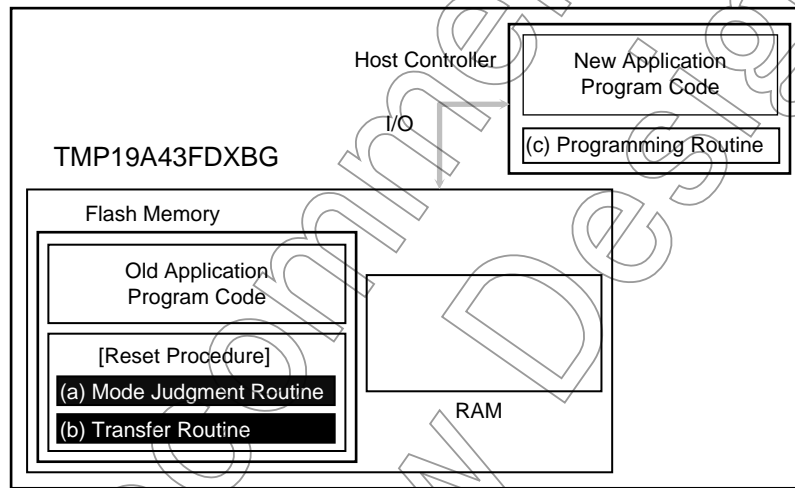 Host Controller
New Application
Program Code
I/O
(c) Programming Routine
TMP19A43FDXBG
Flash Memory
Old Application
Program Code
[Reset Procedure]
(a) Mode Judgment Routine
(b) Transfer Routine
RAM